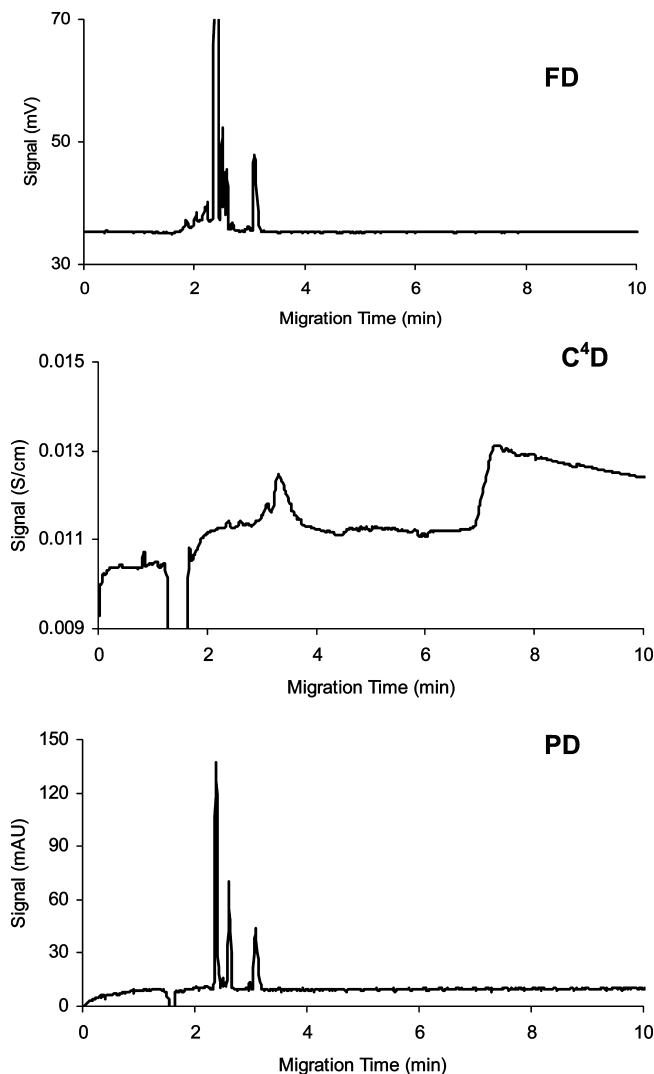 70
FD
50
Signal (mV)
30
0 2 4 6 8 10
Migration Time (min)
0.015
C⁴D
0.013
Signal (S/cm)
0.011
0.009
0 2 4 6 8 10
Migration Time (min)
150
PD
120
90
Signal (mAU)
60
30
0
0 2 4 6 8 10
Migration Time (min)